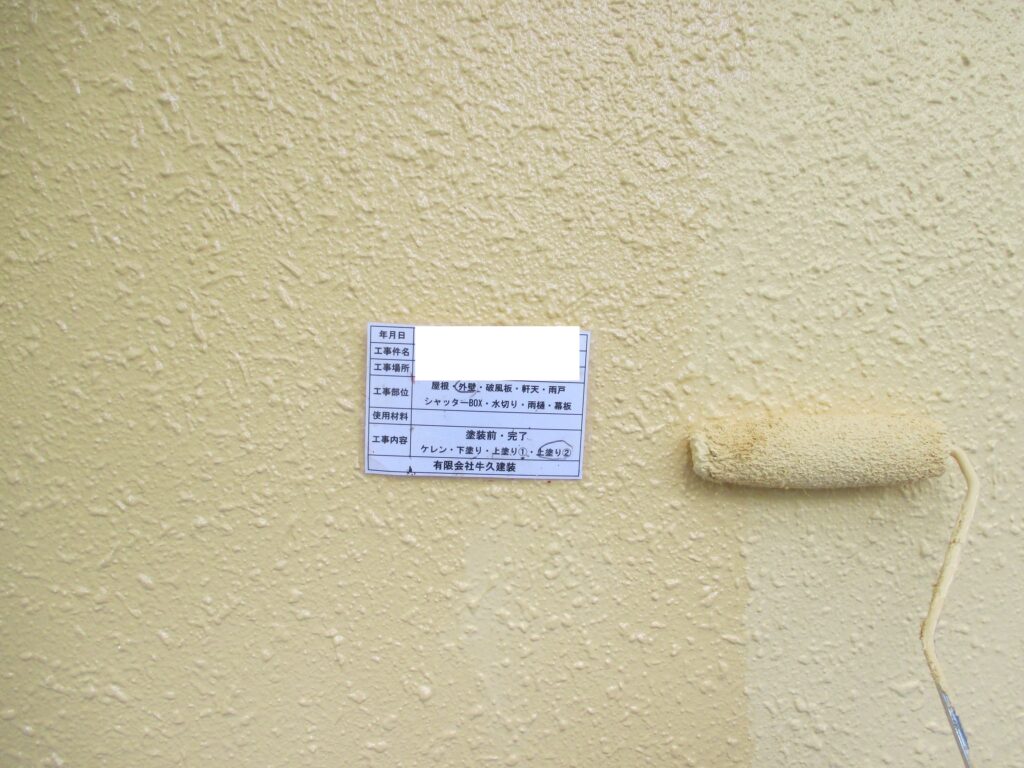 年月日
工事件名
工事場所
工事部位 屋根・外壁・破風板・軒天・雨戸
シャッターBOX・水切り・雨樋・幕板
使用材料
工事内容 塗装前・完了
ケレン・下塗り・上塗り①・上塗り②
有限会社牛久建装